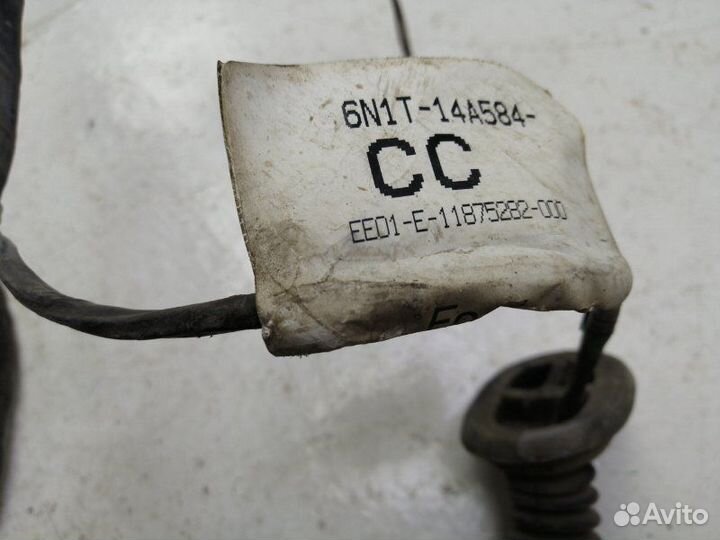 6N1T-14A584-
CC
EED1-E-11875282-000
Avito